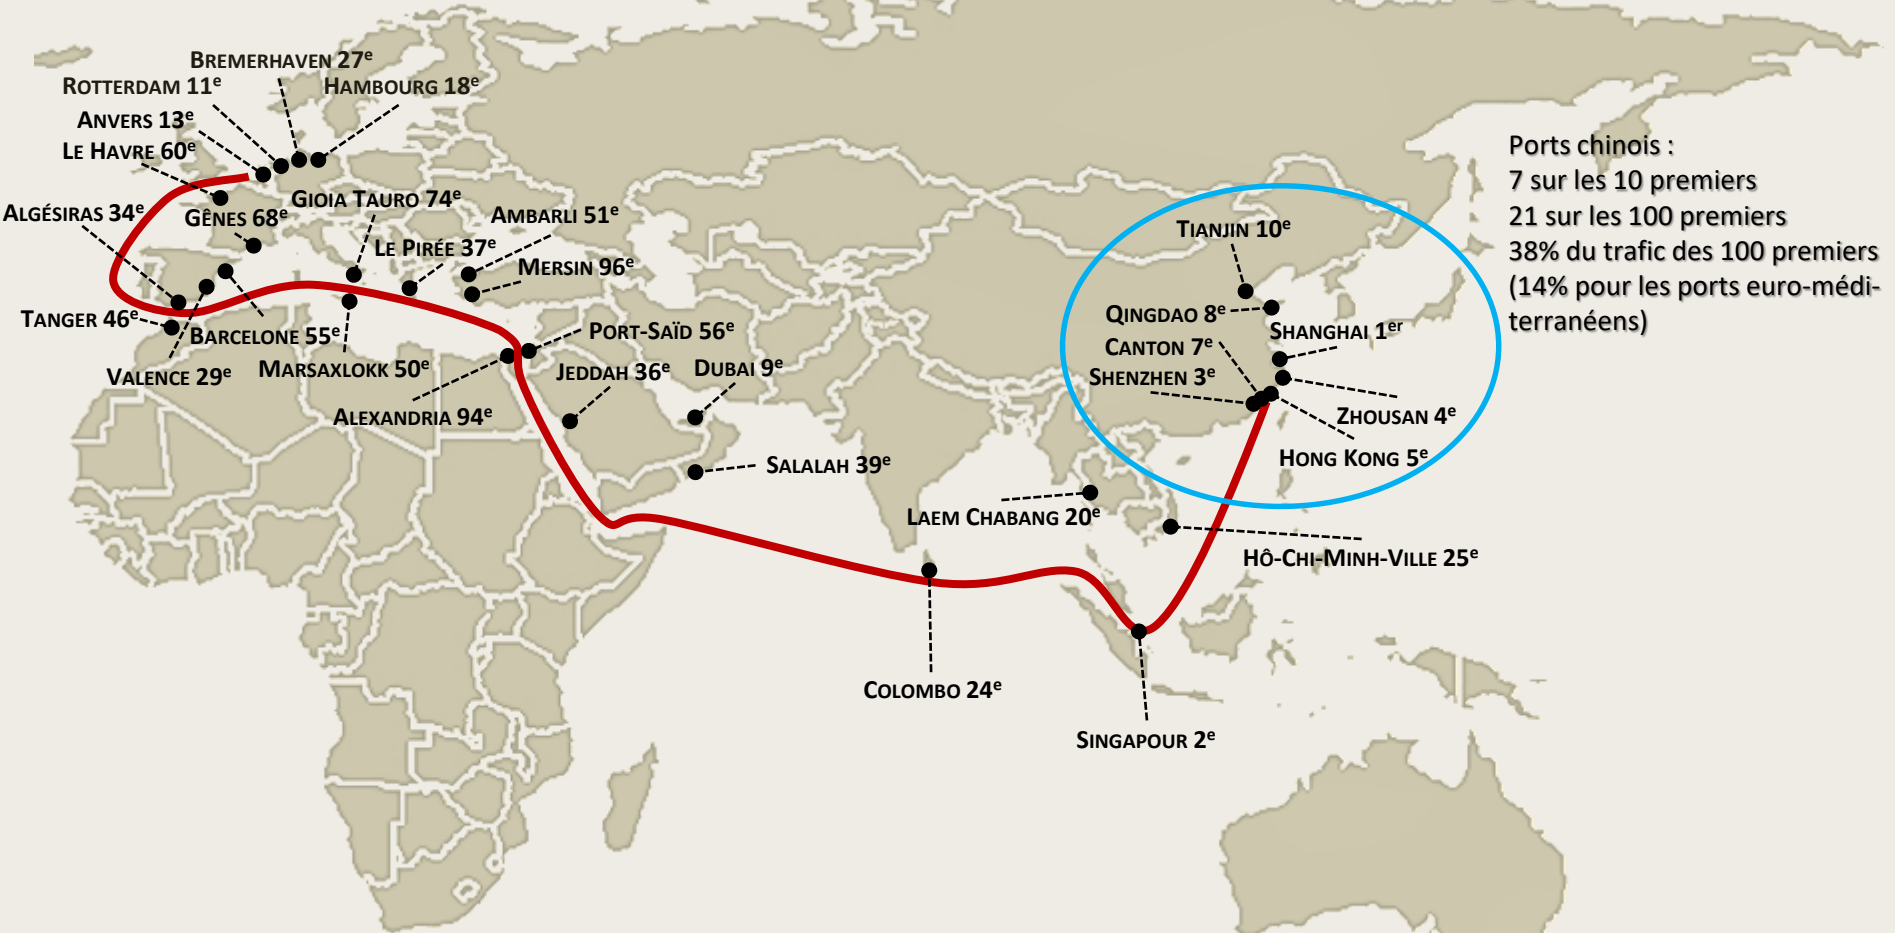 BREMERHAVEN 27e
ROTTERDAM 11e
HAMBOURG 18e
ANVERS 13e
LE HAVRE 60e
ALGÉSIRAS 34e
GÊNES 68e
GIOIA TAURO 74e
AMBARLI 51e
LE PIRÉE 37e
MERSIN 96e
TANGER 46e
BARCELONE 55e
VALENCE 29e
MARSAXLOKK 50e
PORT-SAÏD 56e
JEDDAH 36e
DUBAI 9e
ALEXANDRIA 94e
SALALAH 39e
TIANJIN 10e
QINGDAO 8e
SHANGHAI 1er
CANTON 7e
SHENZHEN 3e
ZHOUSAN 4e
HONG KONG 5e
LAEM CHABANG 20e
HÔ-CHI-MINH-VILLE 25e
COLOMBO 24e
SINGAPOUR 2e
Ports chinois :
7 sur les 10 premiers
21 sur les 100 premiers
38% du trafic des 100 premiers
(14% pour les ports euro-médi-
terranéens)